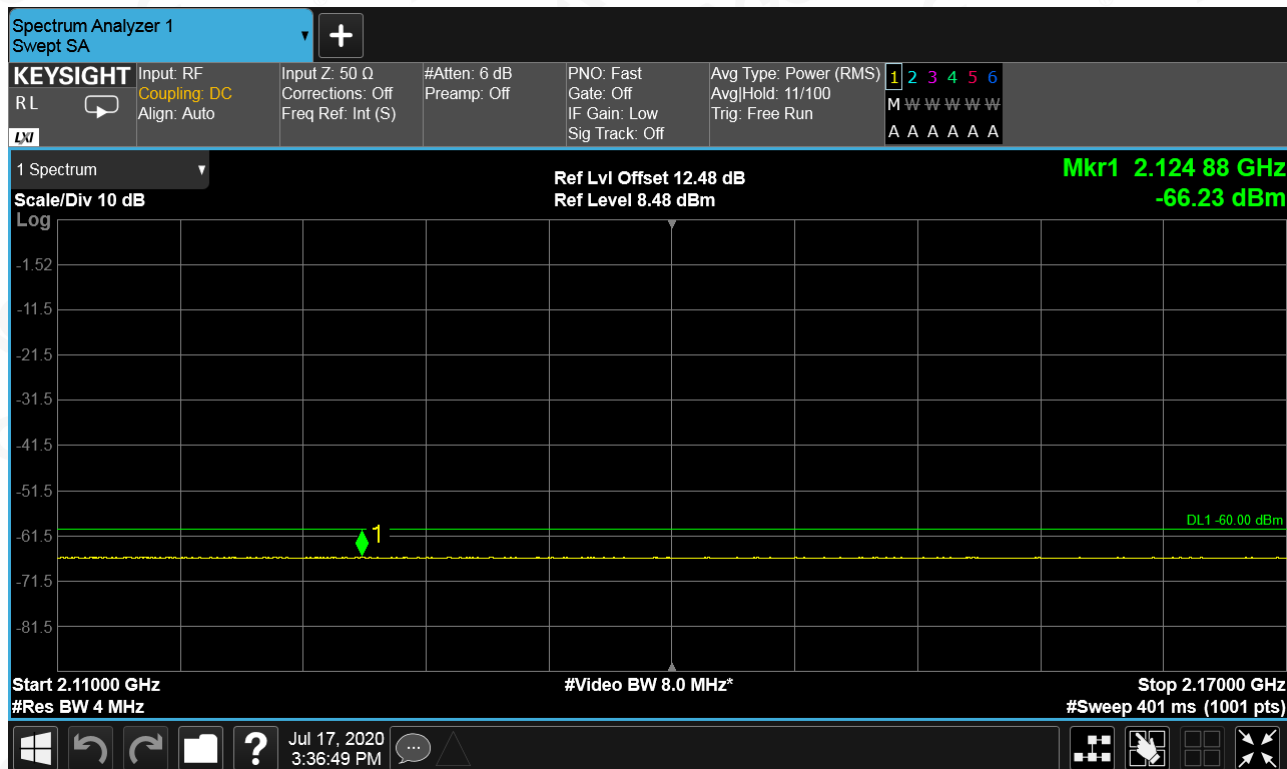 Spectrum Analyzer 1
Swept SA
+
KEYSIGHT
R L
LXI
Input: RF
Coupling: DC
Align: Auto
Input Z: 50 Ω
Corrections: Off
Freq Ref: Int (S)
#Atten: 6 dB
Preamp: Off
PNO: Fast
Gate: Off
IF Gain: Low
Sig Track: Off
Avg Type: Power (RMS)
Avg|Hold: 11/100
Trig: Free Run
1 2 3 4 5 6
M W W W W W
A A A A A A
1 Spectrum
Scale/Div 10 dB
Log
Ref Lvl Offset 12.48 dB
Ref Level 8.48 dBm
Mkr1 2.124 88 GHz
-66.23 dBm
-1.52
-11.5
-21.5
-31.5
-41.5
-51.5
DL1 -60.00 dBm
-61.5
1
-71.5
-81.5
Start 2.11000 GHz
#Video BW 8.0 MHz*
Stop 2.17000 GHz
#Res BW 4 MHz
#Sweep 401 ms (1001 pts)
?
Jul 17, 2020
3:36:49 PM